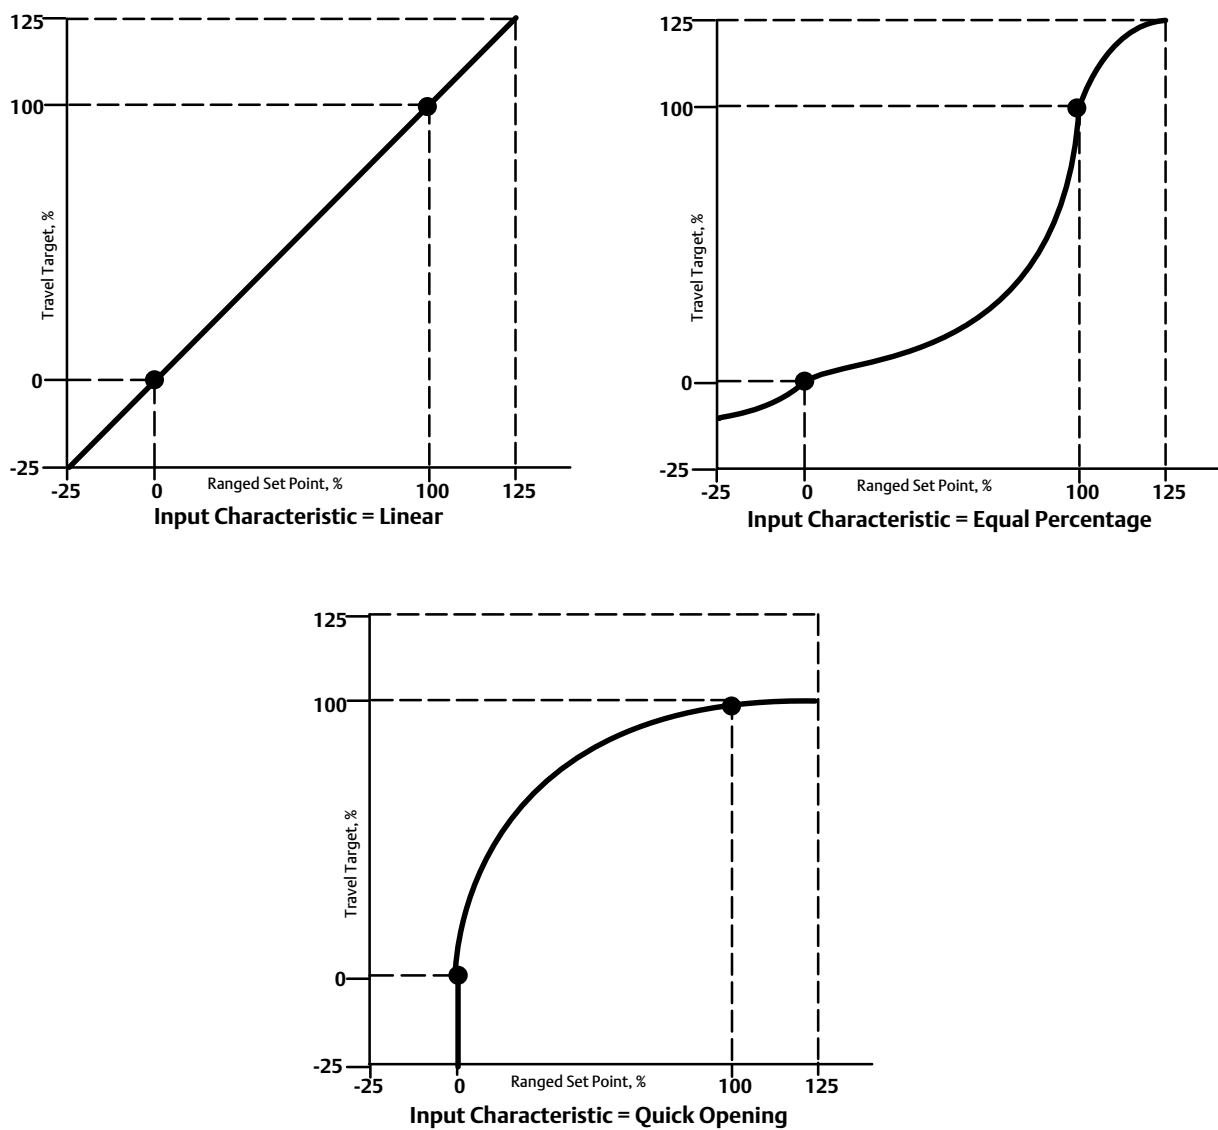 125
100
Travel Target, %
0
-25
-25
0
Ranged Set Point, %
100
125
Input Characteristic = Linear
125
100
Travel Target, %
0
-25
-25
0
Ranged Set Point, %
100
125
Input Characteristic = Equal Percentage
125
100
Travel Target, %
0
-25
-25
0
Ranged Set Point, %
100
125
Input Characteristic = Quick Opening